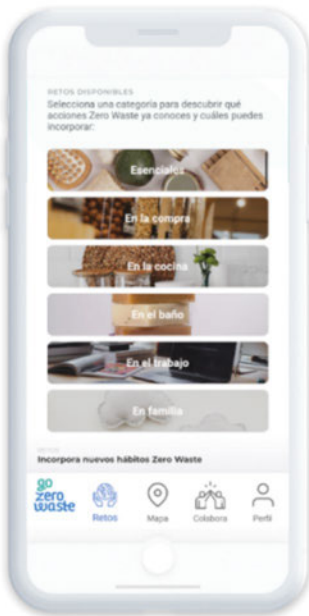 RETOS DISPONIBLES
Selecciona una categoria para descubrir qué
acciones Zero Waste ya conoces y cuáles puedes
incorporar:
Esenciales
En la compra
En la cocina
En el baño
En el trabajo
En familia
RETOS
Incorpora nuevos hábitos Zero Waste
go
zero
waste
Retos
Mapa
Colabora
Perfil